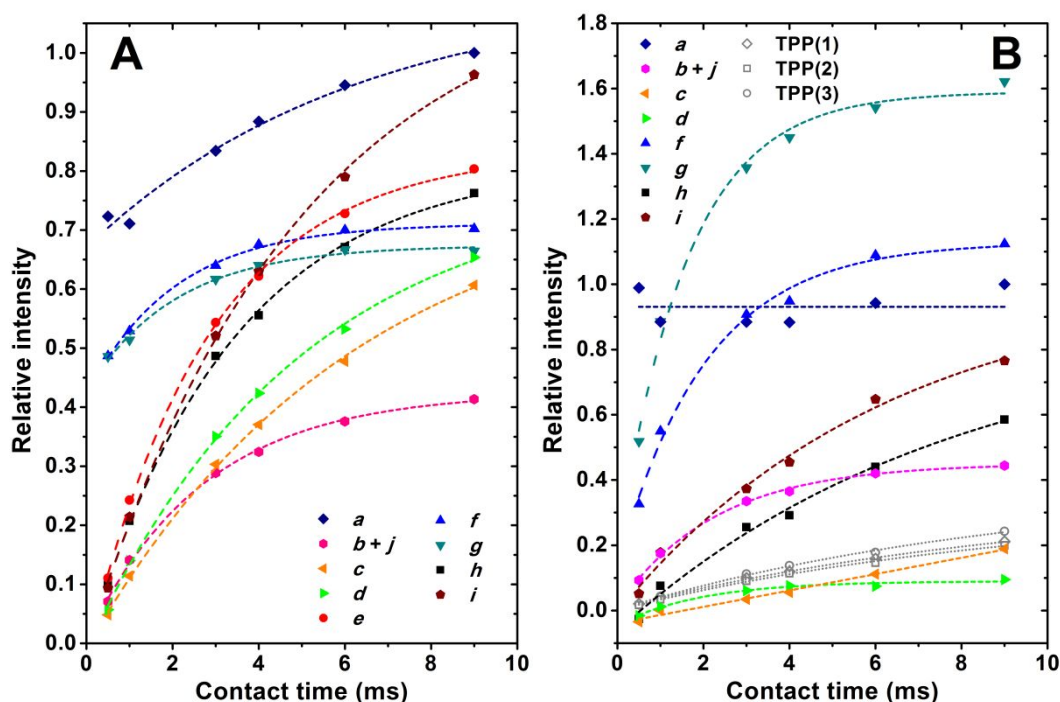 A
Relative intensity
1.0
0.9
0.8
0.7
0.6
0.5
0.4
0.3
0.2
0.1
0.0
0 2 4 6 8 10
Contact time (ms)
a
b + j
c
d
e
f
g
h
i
B
Relative intensity
1.8
1.6
1.4
1.2
1.0
0.8
0.6
0.4
0.2
0.0
0 2 4 6 8 10
Contact time (ms)
a
b + j
c
d
f
g
h
i
TPP(1)
TPP(2)
TPP(3)